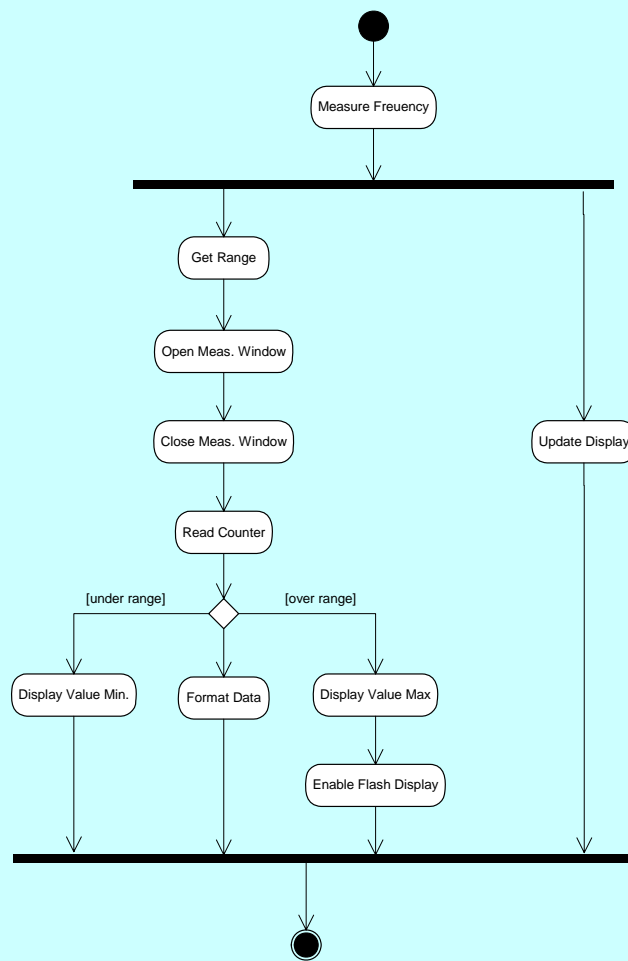 Measure Freuency
Get Range
Open Meas. Window
Close Meas. Window
Update Display
Read Counter
[under range]
[over range]
Display Value Min.
Format Data
Display Value Max
Enable Flash Display